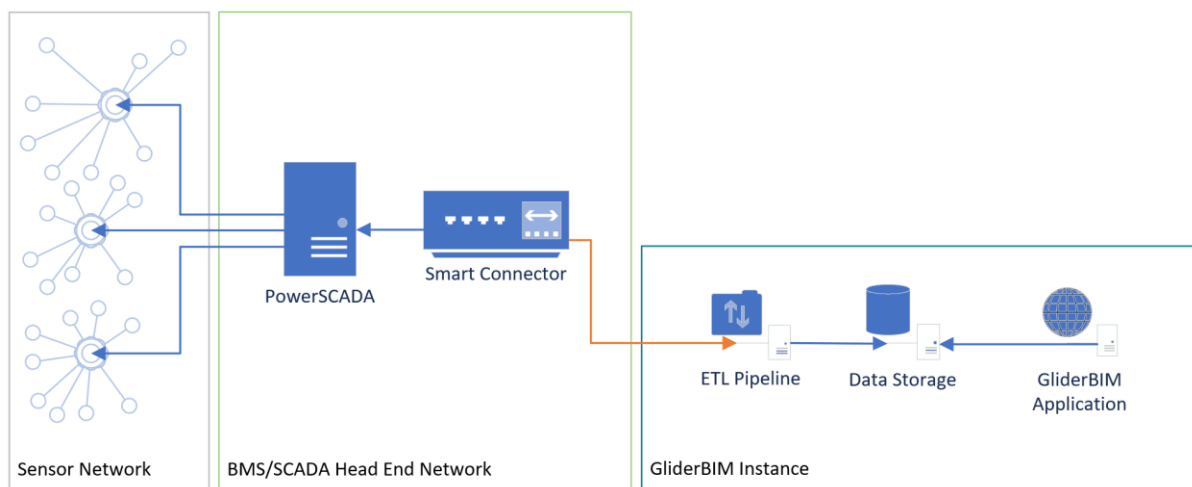 PowerSCADA
Smart Connector
ETL Pipeline
Data Storage
GliderBIM
Application
Sensor Network
BMS/SCADA Head End Network
GliderBIM Instance